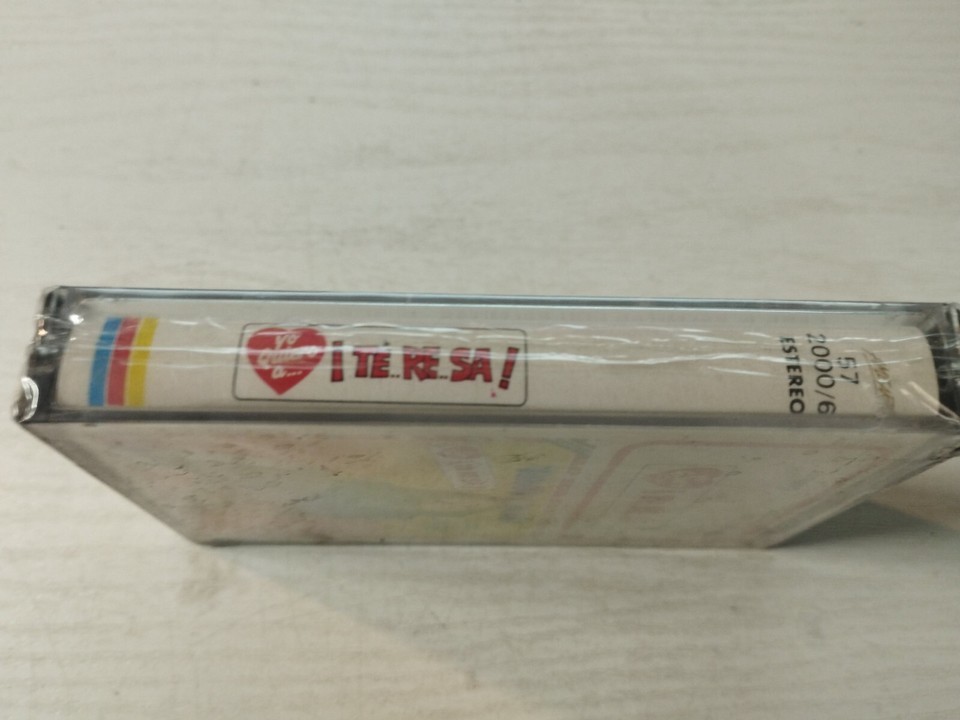 Yo
Quiero
a...
¡TE..RE..SA!
57
2000/6
ESTEREO